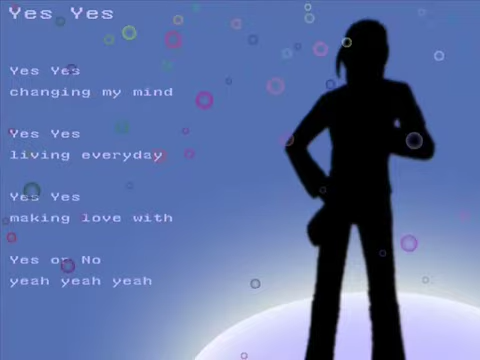 Yes Yes
Yes Yes
changing my mind
Yes Yes
living everyday
Yes Yes
making love with
Yes or No
yeah yeah yeah